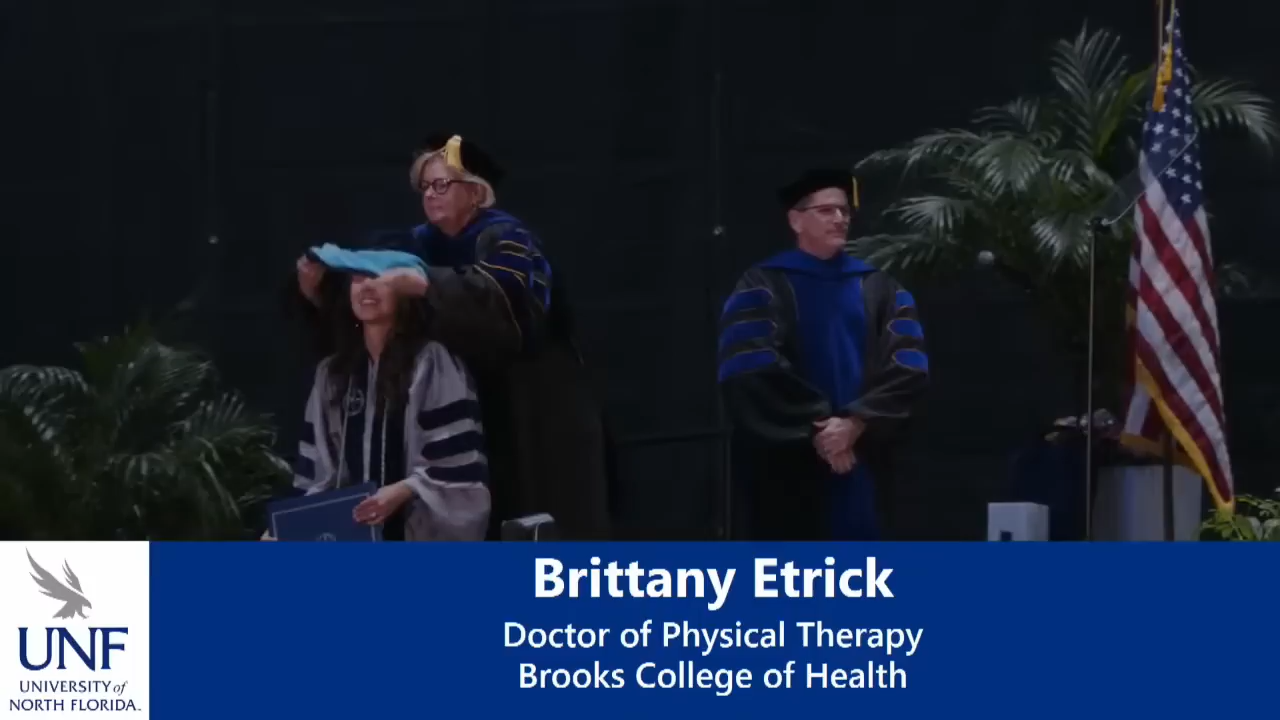 Brittany Etrick
Doctor of Physical Therapy
Brooks College of Health
UNF
UNIVERSITY of
NORTH FLORIDA